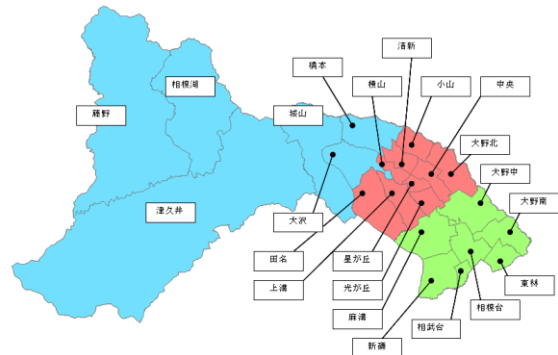 清新
橋本
横山
小山
中央
相模湖
藤野
城山
大野北
大野中
津久井
大沢
大野南
田名
星が丘
上溝
光が丘
東林
麻溝
相模台
相武台
新磯